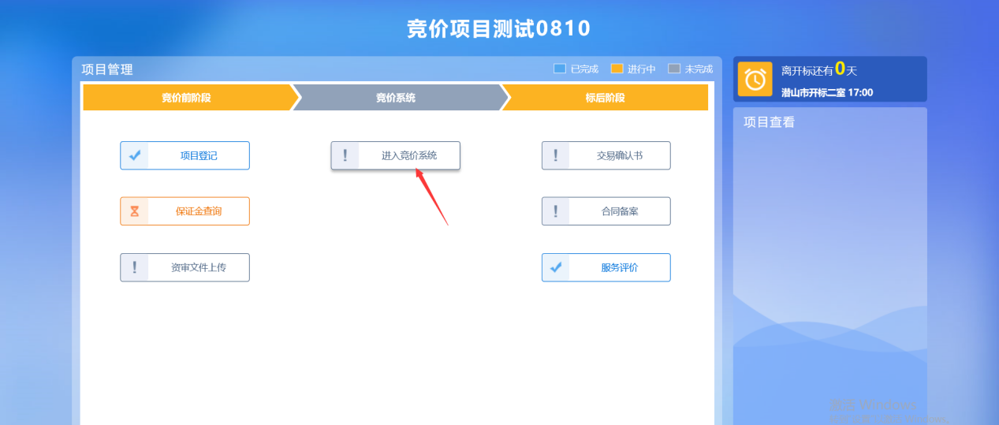 竞价项目测试0810
项目管理
已完成 进行中 未完成
竞价前阶段 竞价系统 标后阶段
项目登记 进入竞价系统 交易确认书
保证金查询 合同备案
资审文件上传 服务评价
离开标还有0天
潜山市开标二室 17:00
项目查看
激活 Windows